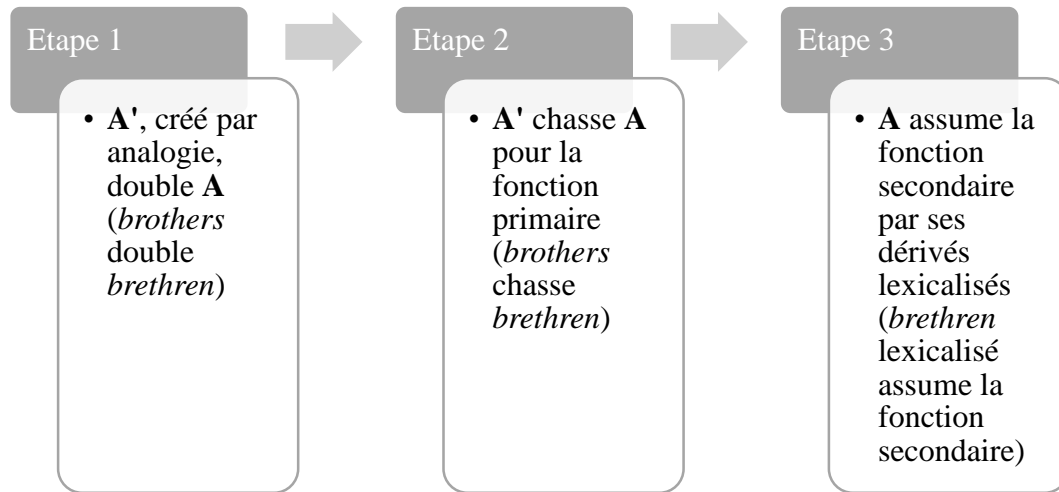 Etape 1
• A', créé par
analogie,
double A
(brothers
double
brethren)
Etape 2
• A' chasse A
pour la
fonction
primaire
(brothers
chasse
brethren)
Etape 3
• A assume la
fonction
secondaire
par ses
dérivés
lexicalisés
(brethren
lexicalisé
assume la
fonction
secondaire)